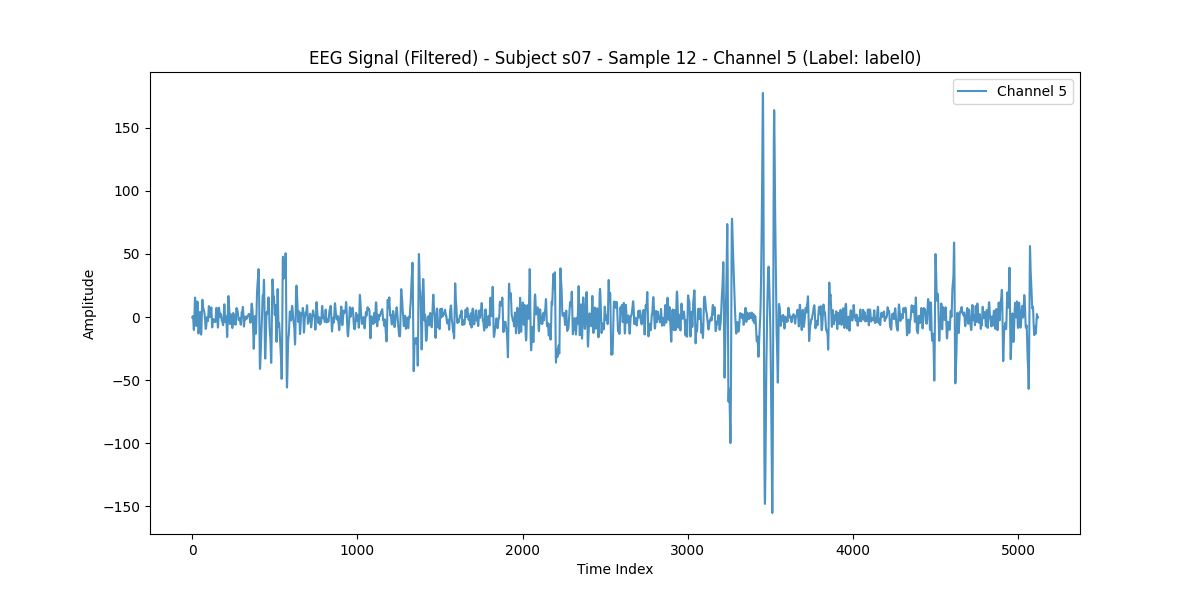 EEG Signal (Filtered) - Subject s07 - Sample 12 - Channel 5 (Label: label0)
Channel 5
150
100
50
0
−50
−100
−150
Amplitude
0 1000 2000 3000 4000 5000
Time Index